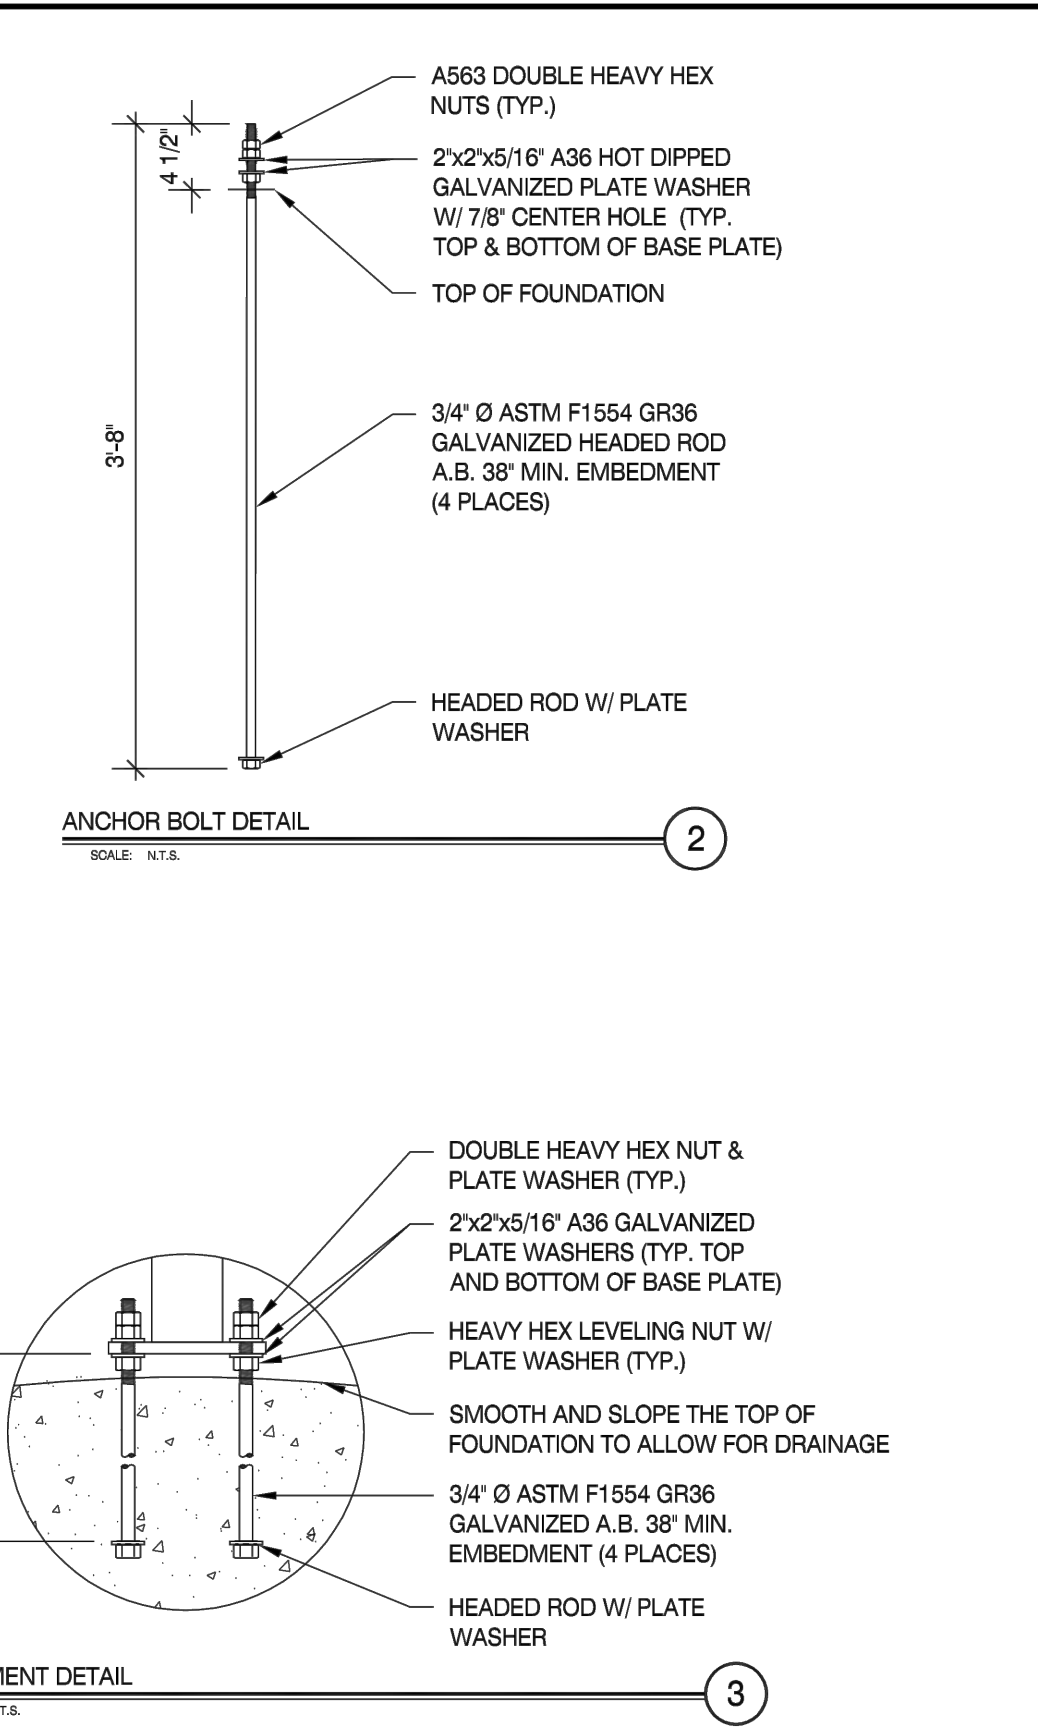 A563 DOUBLE HEAVY HEX
NUTS (TYP.)
4 1/2"
2"x2"x5/16" A36 HOT DIPPED
GALVANIZED PLATE WASHER
W/ 7/8" CENTER HOLE (TYP.
TOP & BOTTOM OF BASE PLATE)
TOP OF FOUNDATION
3'-8"
3/4" Ø ASTM F1554 GR36
GALVANIZED HEADED ROD
A.B. 38" MIN. EMBEDMENT
(4 PLACES)
HEADED ROD W/ PLATE
WASHER
ANCHOR BOLT DETAIL
2
SCALE: N.T.S.
DOUBLE HEAVY HEX NUT &
PLATE WASHER (TYP.)
2"x2"x5/16" A36 GALVANIZED
PLATE WASHERS (TYP. TOP
AND BOTTOM OF BASE PLATE)
HEAVY HEX LEVELING NUT W/
PLATE WASHER (TYP.)
SMOOTH AND SLOPE THE TOP OF
FOUNDATION TO ALLOW FOR DRAINAGE
3/4" Ø ASTM F1554 GR36
GALVANIZED A.B. 38" MIN.
EMBEDMENT (4 PLACES)
HEADED ROD W/ PLATE
WASHER
MENT DETAIL
3
T.S.